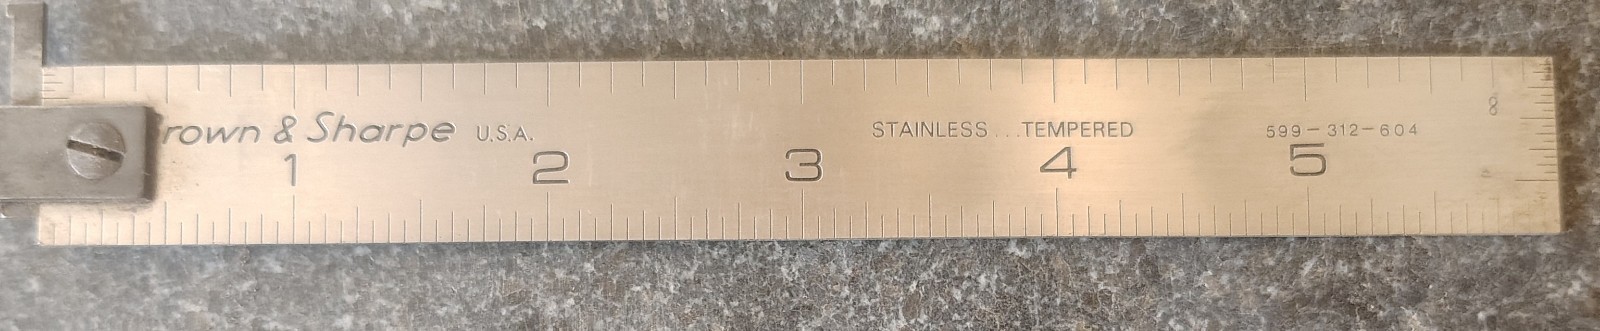 rown & Sharpe U.S.A. STAINLESS...TEMPERED 599-312-604
1 2 3 4 5
8